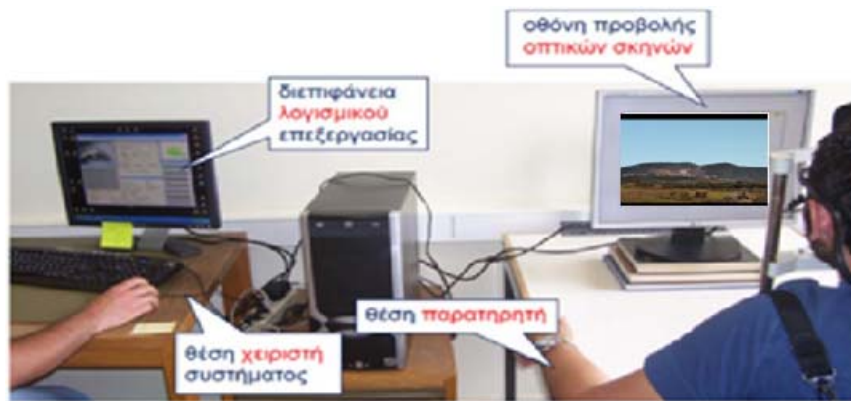 οθόνη προβολής
οπτικών σκηνών
διεπιφάνεια
λογισμικού
επεξεργασίας
θέση παρατηρητή
θέση χειριστή
συστήματος